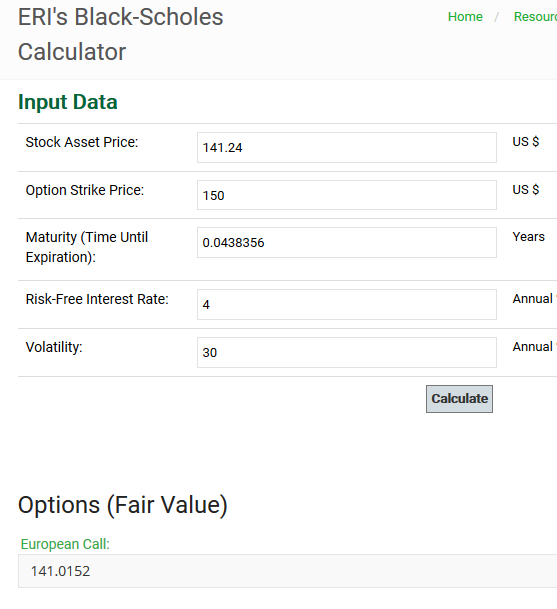 ERI's Black-Scholes
Calculator
Home / Resourc
Input Data
Stock Asset Price: 141.24 US $
Option Strike Price: 150 US $
Maturity (Time Until
Expiration): 0.0438356 Years
Risk-Free Interest Rate: 4 Annual
Volatility: 30 Annual
Calculate
Options (Fair Value)
European Call:
141.0152